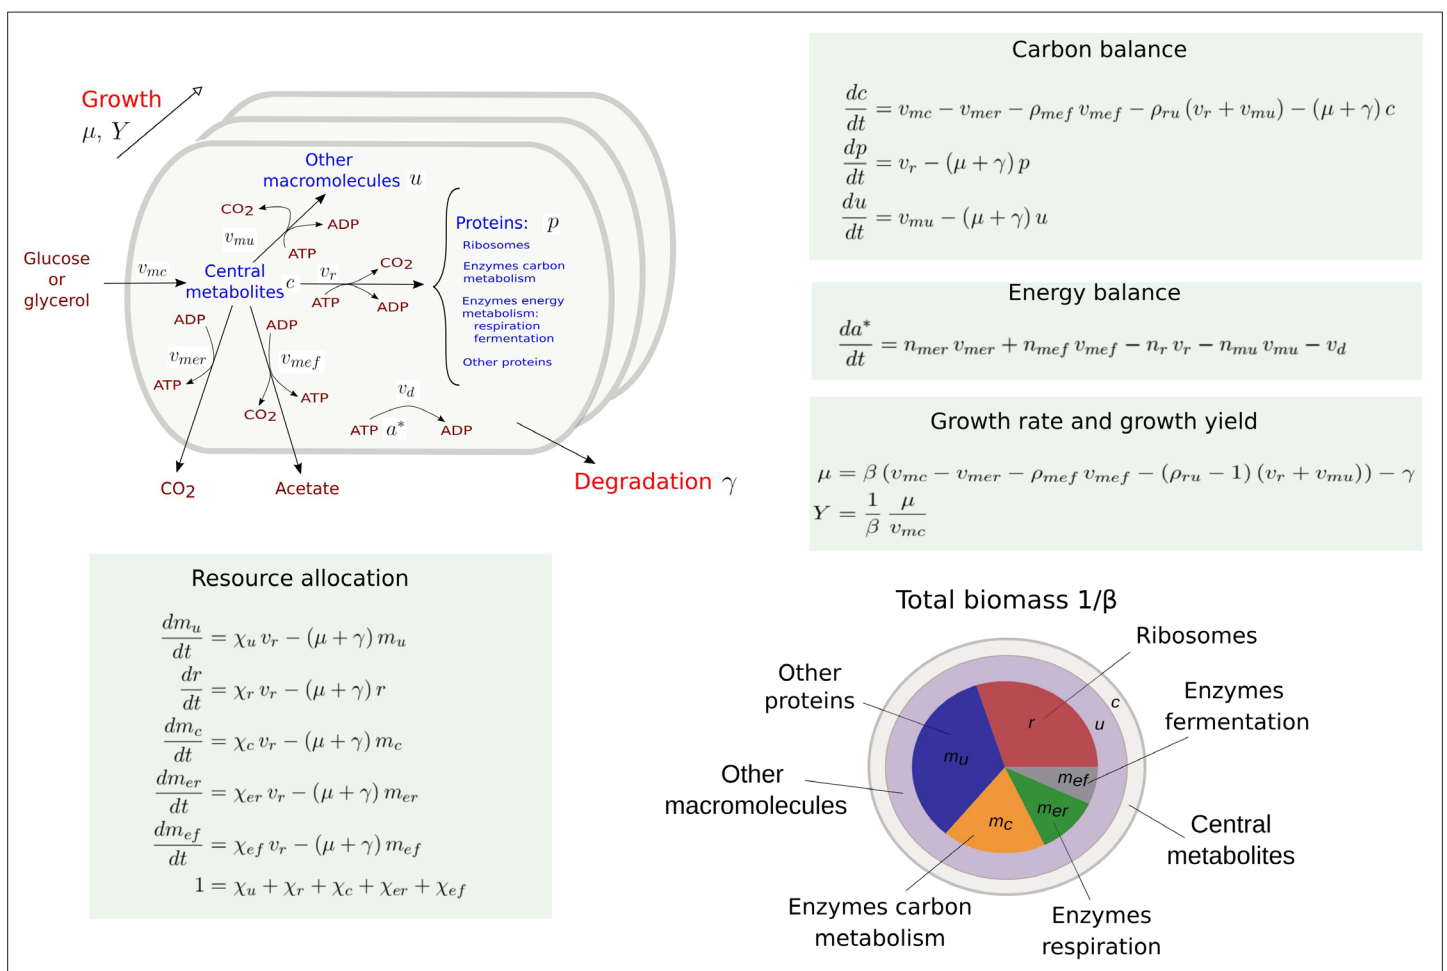 Growth
μ, Y
Other
macromolecules u
CO2
ADP
v_mu
ATP
Glucose
or
glycerol
v_mc
Central
metabolites c
v_r
CO2
ATP
ADP
Proteins: p
Ribosomes
Enzymes carbon
metabolism
Enzymes energy
metabolism:
respiration
fermentation
Other proteins
ADP
v_mer
ATP
ADP
v_mef
ATP
CO2
v_d
ATP a*
ADP
CO2
Acetate
Degradation γ
Carbon balance
dc/dt = v_mc − v_mer − ρ_mef v_mef − ρ_ru (v_r + v_mu) − (μ + γ) c
dp/dt = v_r − (μ + γ) p
du/dt = v_mu − (μ + γ) u
Energy balance
da*/dt = n_mer v_mer + n_mef v_mef − n_r v_r − n_mu v_mu − v_d
Growth rate and growth yield
μ = β (v_mc − v_mer − ρ_mef v_mef − (ρ_ru − 1) (v_r + v_mu)) − γ
Y = 1/β μ/v_mc
Resource allocation
dm_u/dt = χ_u v_r − (μ + γ) m_u
dr/dt = χ_r v_r − (μ + γ) r
dm_c/dt = χ_c v_r − (μ + γ) m_c
dm_er/dt = χ_er v_r − (μ + γ) m_er
dm_ef/dt = χ_ef v_r − (μ + γ) m_ef
1 = χ_u + χ_r + χ_c + χ_er + χ_ef
Total biomass 1/β
Ribosomes
Other
proteins
Enzymes
fermentation
c
u
r
m_u
m_ef
m_er
m_c
Other
macromolecules
Central
metabolites
Enzymes carbon
metabolism
Enzymes
respiration